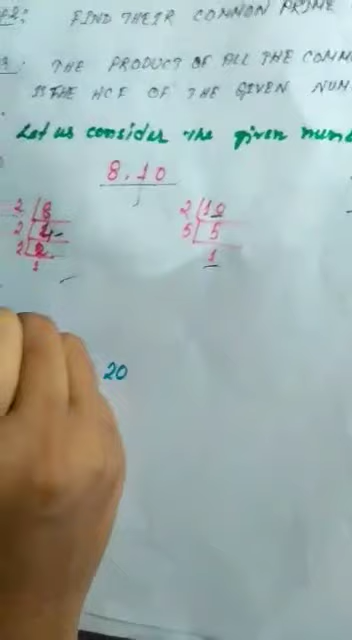 FIND THEIR COMMON PRIME
THE PRODUCT OF ALL THE COMM
IS THE HCF OF THE GIVEN NUM
Let us consider the given num
8, 10
2 8
2 4
2 2
1
2 10
5 5
1
20